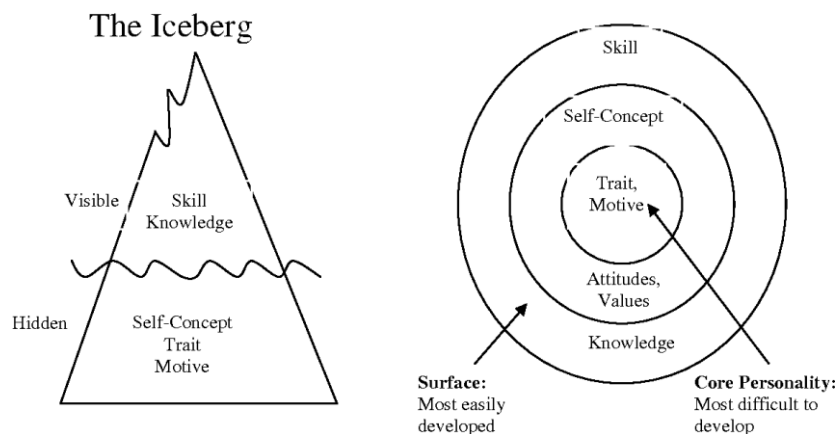 The Iceberg
Visible
Skill
Knowledge
Hidden
Self-Concept
Trait
Motive
Skill
Self-Concept
Trait,
Motive
Attitudes,
Values
Knowledge
Surface:
Most easily
developed
Core Personality:
Most difficult to
develop